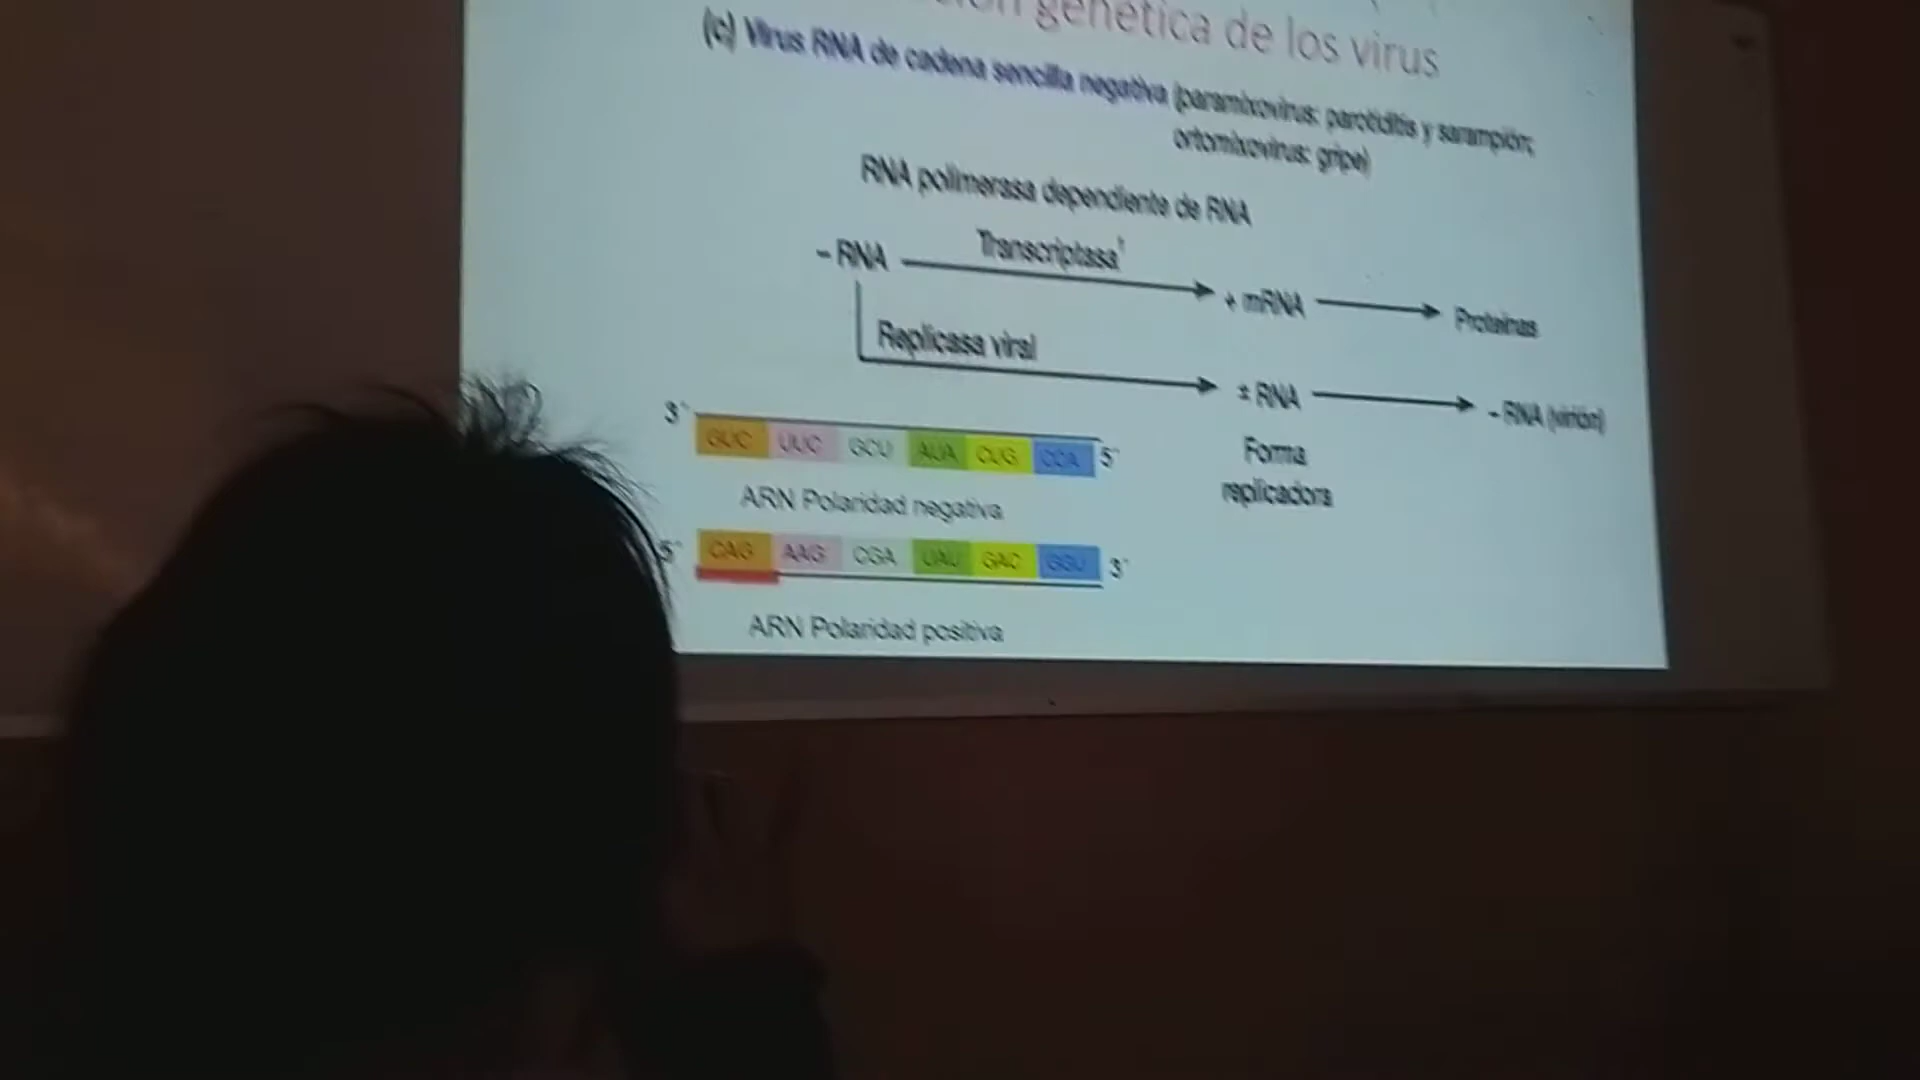 genética de los virus
(c) Virus RNA de cadena sencilla negativa (paramixovirus: parotiditis y sarampión;
ortomixovirus: gripe)
RNA polimerasa dependiente de RNA
Transcriptasa¹
- RNA
+ mRNA
Proteínas
Replicasa viral
± RNA
- RNA (virión)
Forma
replicadora
3´ GUC UUC GCU AUA CUG CCA 5´
ARN Polaridad negativa
5´ CAG AAG CGA UAU GAC GGU 3´
ARN Polaridad positiva